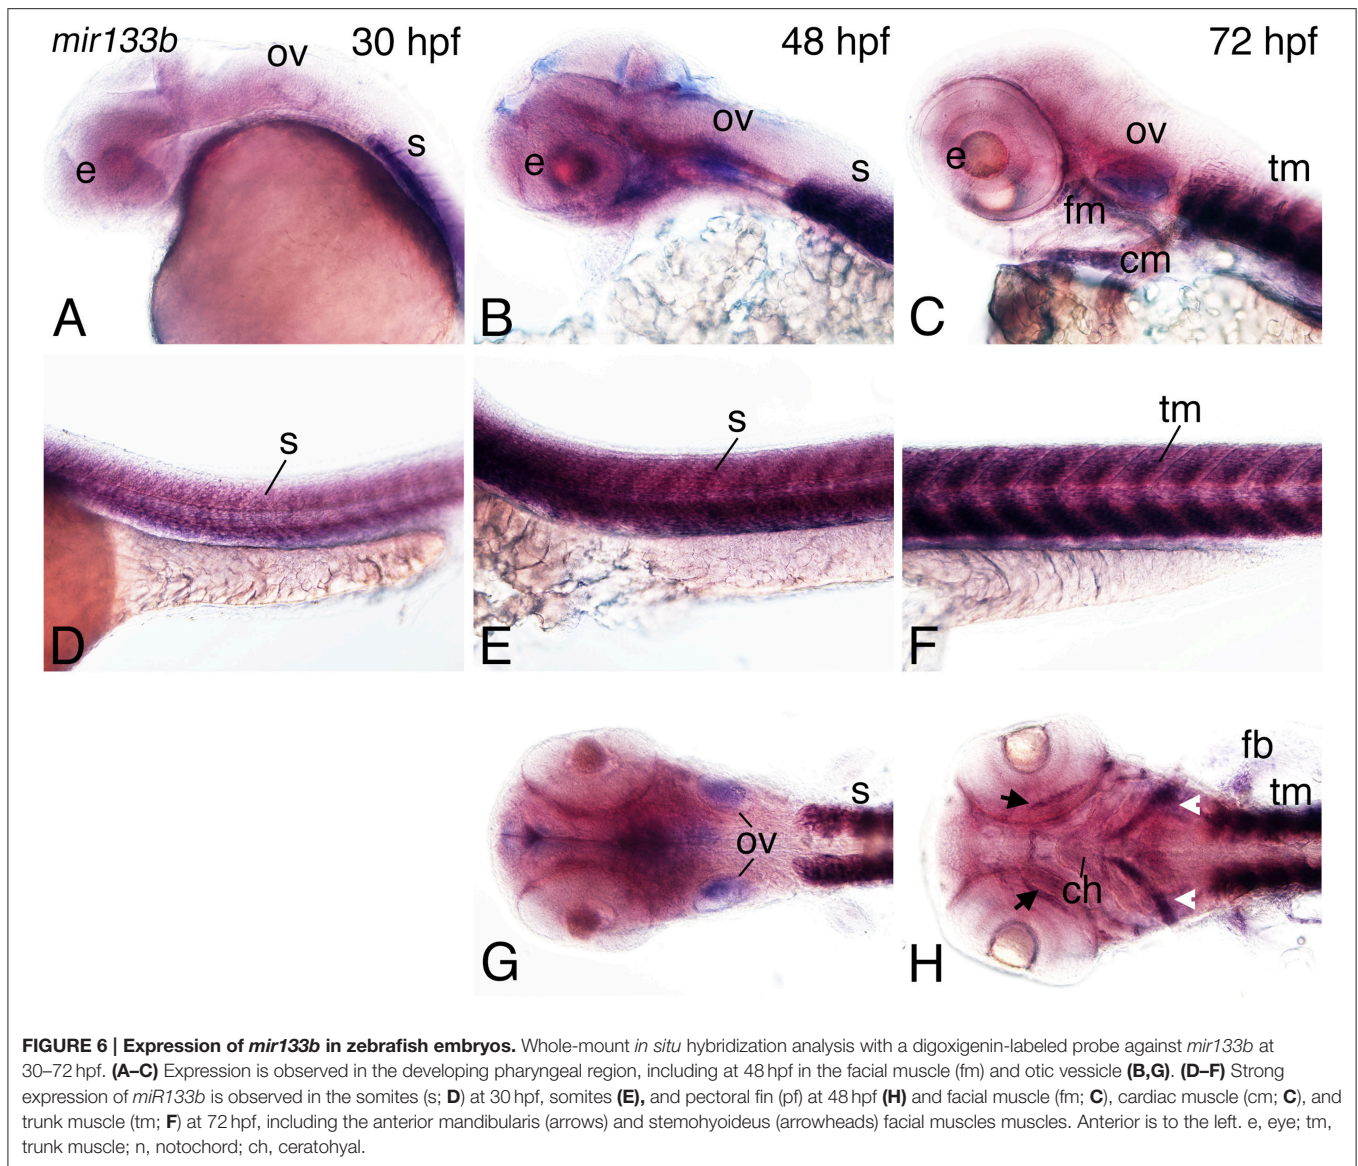 mir133b 30 hpf
ov
e
s
A
48 hpf
ov
e
s
B
72 hpf
ov
e
tm
fm
cm
C
s
D
s
E
tm
F
s
ov
G
fb
tm
ch
H
FIGURE 6 | Expression of mir133b in zebrafish embryos. Whole-mount in situ hybridization analysis with a digoxigenin-labeled probe against mir133b at
30–72 hpf. (A–C) Expression is observed in the developing pharyngeal region, including at 48 hpf in the facial muscle (fm) and otic vessicle (B,G). (D–F) Strong
expression of miR133b is observed in the somites (s; D) at 30 hpf, somites (E), and pectoral fin (pf) at 48 hpf (H) and facial muscle (fm; C), cardiac muscle (cm; C), and
trunk muscle (tm; F) at 72 hpf, including the anterior mandibularis (arrows) and stemohyoideus (arrowheads) facial muscles muscles. Anterior is to the left. e, eye; tm,
trunk muscle; n, notochord; ch, ceratohyal.